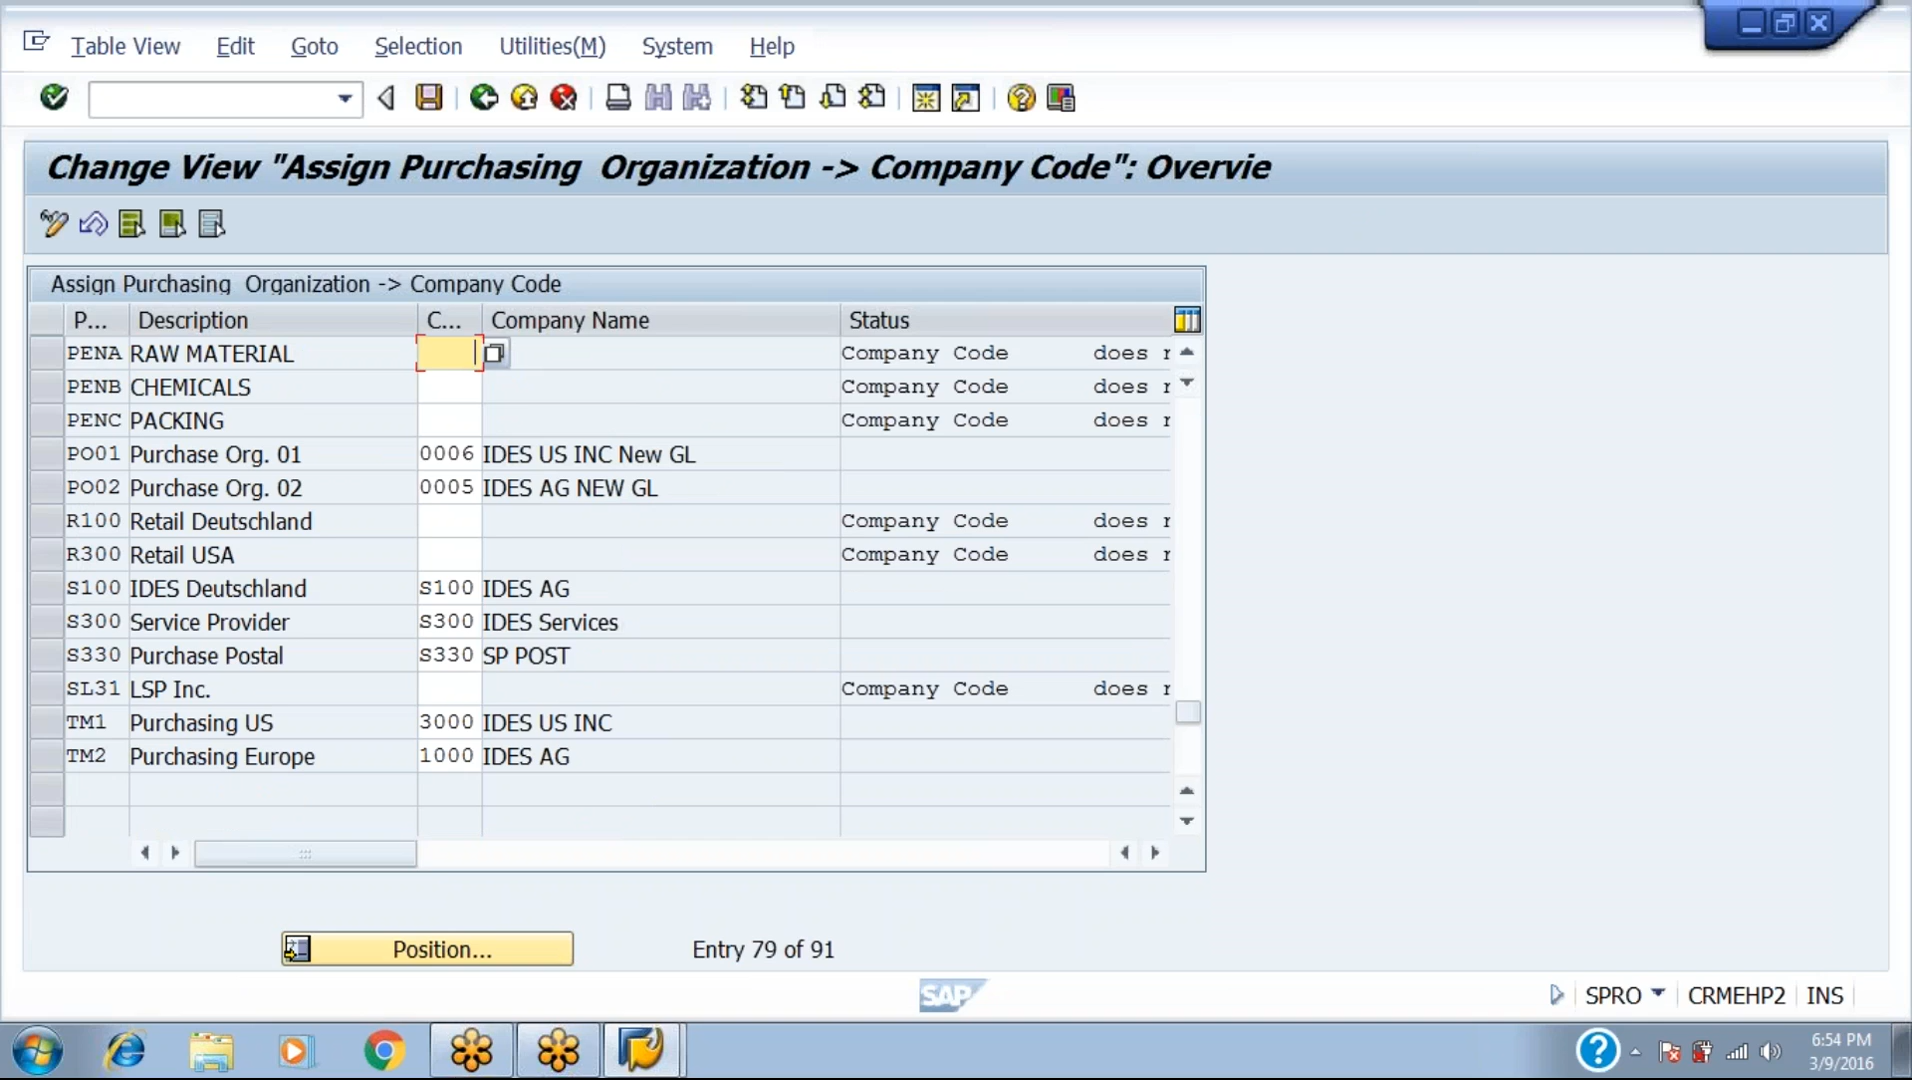 Table View Edit Goto Selection Utilities(M) System Help
Change View "Assign Purchasing Organization -> Company Code": Overvie
Assign Purchasing Organization -> Company Code
P... Description C... Company Name Status
PENA RAW MATERIAL Company Code does r
PENB CHEMICALS Company Code does r
PENC PACKING Company Code does r
PO01 Purchase Org. 01 0006 IDES US INC New GL
PO02 Purchase Org. 02 0005 IDES AG NEW GL
R100 Retail Deutschland Company Code does r
R300 Retail USA Company Code does r
S100 IDES Deutschland S100 IDES AG
S300 Service Provider S300 IDES Services
S330 Purchase Postal S330 SP POST
SL31 LSP Inc. Company Code does r
TM1 Purchasing US 3000 IDES US INC
TM2 Purchasing Europe 1000 IDES AG
Position... Entry 79 of 91
SAP SPRO CRMEHP2 INS
6:54 PM
3/9/2016